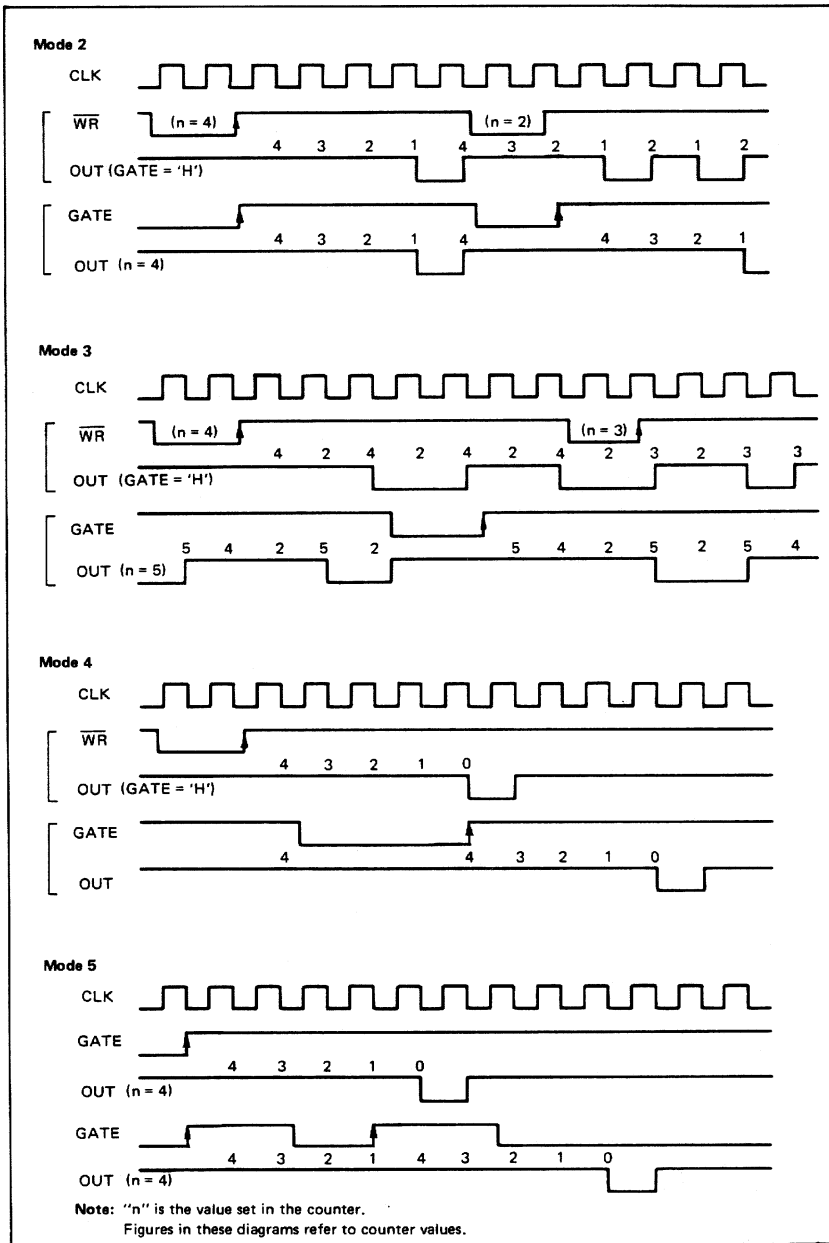 Mode 2
CLK
WR (n = 4) (n = 2)
4 3 2 1 4 3 2 1 2 1 2
OUT (GATE = 'H')
GATE
4 3 2 1 4 4 3 2 1
OUT (n = 4)
Mode 3
CLK
WR (n = 4) (n = 3)
4 2 4 2 4 2 4 2 3 2 3 3
OUT (GATE = 'H')
GATE
5 4 2 5 2 5 4 2 5 2 5 4
OUT (n = 5)
Mode 4
CLK
WR
4 3 2 1 0
OUT (GATE = 'H')
GATE
4 4 3 2 1 0
OUT
Mode 5
CLK
GATE
4 3 2 1 0
OUT (n = 4)
GATE
4 3 2 1 4 3 2 1 0
OUT (n = 4)
Note: "n" is the value set in the counter.
Figures in these diagrams refer to counter values.